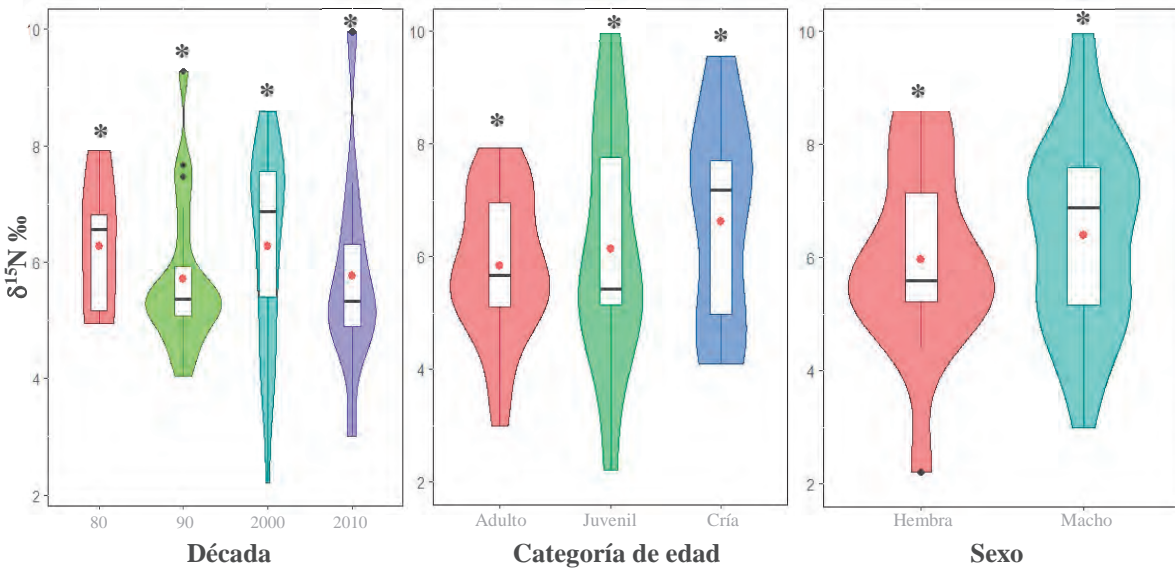 δ¹⁵N ‰
10
8
6
4
2
* * * *
80 90 2000 2010
Década
10
8
6
4
2
* * *
Adulto Juvenil Cría
Categoría de edad
10
8
6
4
2
* *
Hembra Macho
Sexo